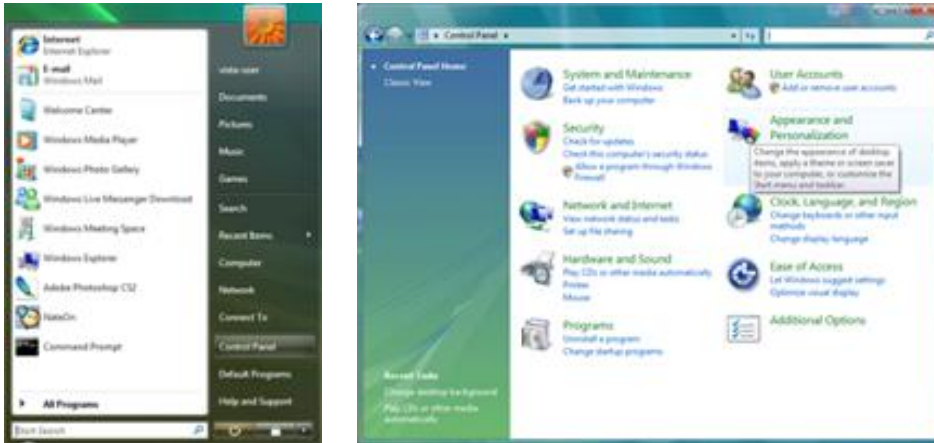 Internet
Internet Explorer
E-mail
Windows Mail
Welcome Center
Windows Media Player
Windows Photo Gallery
Windows Live Messenger Download
Windows Meeting Space
Windows Explorer
Adobe Photoshop CS2
NateOn
Command Prompt
All Programs
Start Search
vista user
Documents
Pictures
Music
Games
Search
Recent Items
Computer
Network
Connect To
Control Panel
Default Programs
Help and Support
Control Panel
Control Panel Home
Classic View
Recent Tasks
Change desktop background
Play CDs or other media
automatically
System and Maintenance
Get started with Windows
Back up your computer
Security
Check for updates
Check this computer's security status
Allow a program through Windows
Firewall
Network and Internet
View network status and tasks
Set up file sharing
Hardware and Sound
Play CDs or other media automatically
Printer
Mouse
Programs
Uninstall a program
Change startup programs
User Accounts
Add or remove user accounts
Appearance and
Personalization
Change the appearance of desktop
items, apply a theme or screen saver
to your computer, or customize the
Start menu and taskbar.
Clock, Language, and Region
Change keyboards or other input
methods
Change display language
Ease of Access
Let Windows suggest settings
Optimize visual display
Additional Options